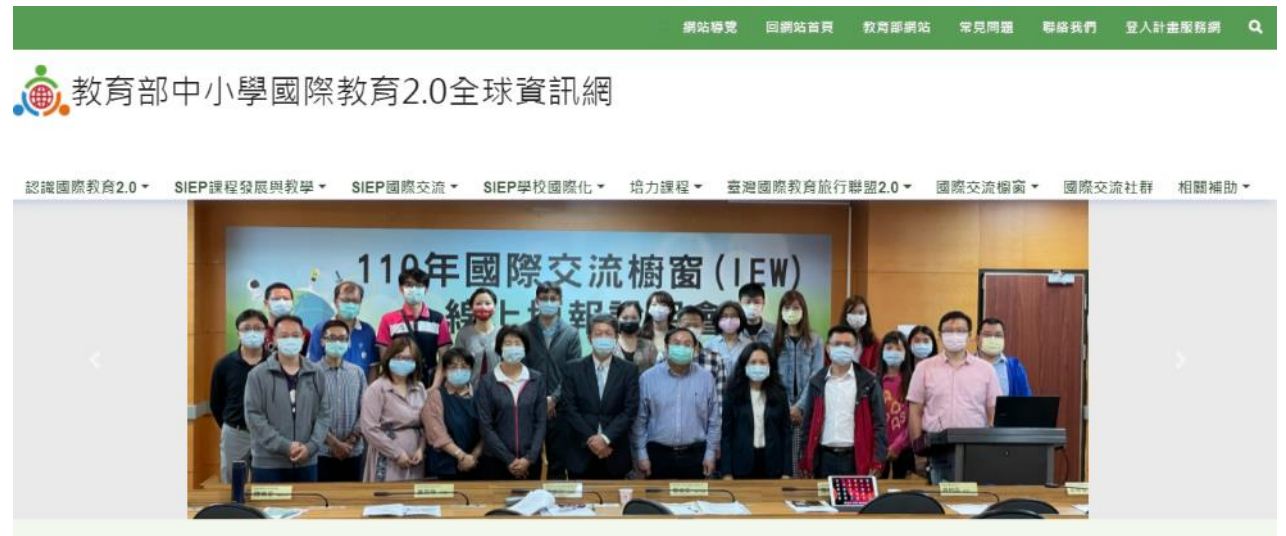 網站導覽 回網站首頁 教育部網站 常見問題 聯絡我們 登入計畫服務網
教育部中小學國際教育2.0全球資訊網
認識國際教育2.0 SIEP課程發展與教學 SIEP國際交流 SIEP學校國際化 培力課程 臺灣國際教育旅行聯盟2.0 國際交流櫥窗 國際交流社群 相關補助
110年國際交流櫥窗(IEW)
線上